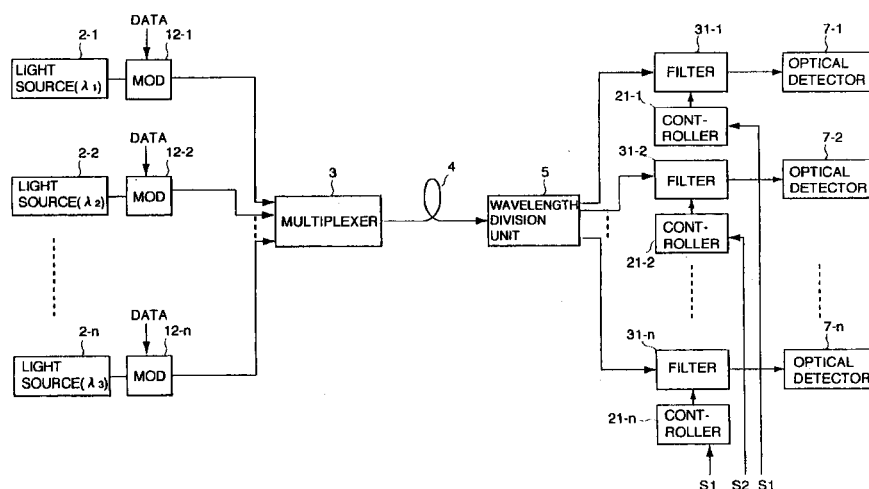 DATA
2-1
12-1
LIGHT
SOURCE(λ1)
MOD
31-1
FILTER
7-1
OPTICAL
DETECTOR
21-1
CONT-
ROLLER
DATA
2-2
12-2
LIGHT
SOURCE(λ2)
MOD
3
MULTIPLEXER
4
5
WAVELENGTH
DIVISION
UNIT
31-2
FILTER
7-2
OPTICAL
DETECTOR
CONT-
ROLLER
21-2
DATA
2-n
12-n
LIGHT
SOURCE(λ3)
MOD
31-n
FILTER
7-n
OPTICAL
DETECTOR
21-n
CONT-
ROLLER
S1
S2
S1